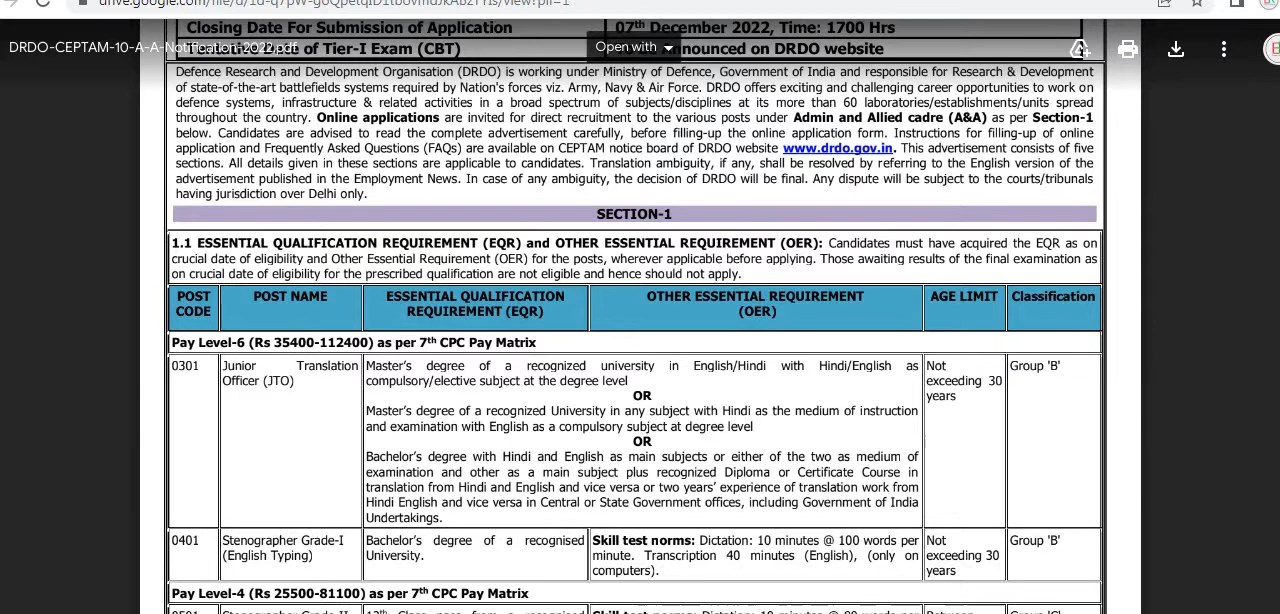 drive.google.com/file/d/1d-q7pW-goQpetqlD1tbovmdJkABzYIs/view?pli=1
Closing Date For Submission of Application 07th December 2022, Time: 1700 Hrs
DRDO-CEPTAM-10-A-A-Notification-2022.pdf
Open with
of Tier-I Exam (CBT) nnounced on DRDO website
Defence Research and Development Organisation (DRDO) is working under Ministry of Defence, Government of India and responsible for Research & Development
of state-of-the-art battlefields systems required by Nation's forces viz. Army, Navy & Air Force. DRDO offers exciting and challenging career opportunities to work on
defence systems, infrastructure & related activities in a broad spectrum of subjects/disciplines at its more than 60 laboratories/establishments/units spread
throughout the country. Online applications are invited for direct recruitment to the various posts under Admin and Allied cadre (A&A) as per Section-1
below. Candidates are advised to read the complete advertisement carefully, before filling-up the online application form. Instructions for filling-up of online
application and Frequently Asked Questions (FAQs) are available on CEPTAM notice board of DRDO website www.drdo.gov.in. This advertisement consists of five
sections. All details given in these sections are applicable to candidates. Translation ambiguity, if any, shall be resolved by referring to the English version of the
advertisement published in the Employment News. In case of any ambiguity, the decision of DRDO will be final. Any dispute will be subject to the courts/tribunals
having jurisdiction over Delhi only.
SECTION-1
1.1 ESSENTIAL QUALIFICATION REQUIREMENT (EQR) and OTHER ESSENTIAL REQUIREMENT (OER): Candidates must have acquired the EQR as on
crucial date of eligibility and Other Essential Requirement (OER) for the posts, wherever applicable before applying. Those awaiting results of the final examination as
on crucial date of eligibility for the prescribed qualification are not eligible and hence should not apply.
POST CODE
POST NAME
ESSENTIAL QUALIFICATION
REQUIREMENT (EQR)
OTHER ESSENTIAL REQUIREMENT
(OER)
AGE LIMIT
Classification
Pay Level-6 (Rs 35400-112400) as per 7th CPC Pay Matrix
0301
Junior Translation
Officer (JTO)
Master's degree of a recognized university in English/Hindi with Hindi/English as
compulsory/elective subject at the degree level
OR
Master's degree of a recognized University in any subject with Hindi as the medium of instruction
and examination with English as a compulsory subject at degree level
OR
Bachelor's degree with Hindi and English as main subjects or either of the two as medium of
examination and other as a main subject plus recognized Diploma or Certificate Course in
translation from Hindi and English and vice versa or two years' experience of translation work from
Hindi English and vice versa in Central or State Government offices, including Government of India
Undertakings.
Not
exceeding 30
years
Group 'B'
0401
Stenographer Grade-I
(English Typing)
Bachelor's degree of a recognised
University.
Skill test norms: Dictation: 10 minutes @ 100 words per
minute. Transcription 40 minutes (English), (only on
computers).
Not
exceeding 30
years
Group 'B'
Pay Level-4 (Rs 25500-81100) as per 7th CPC Pay Matrix